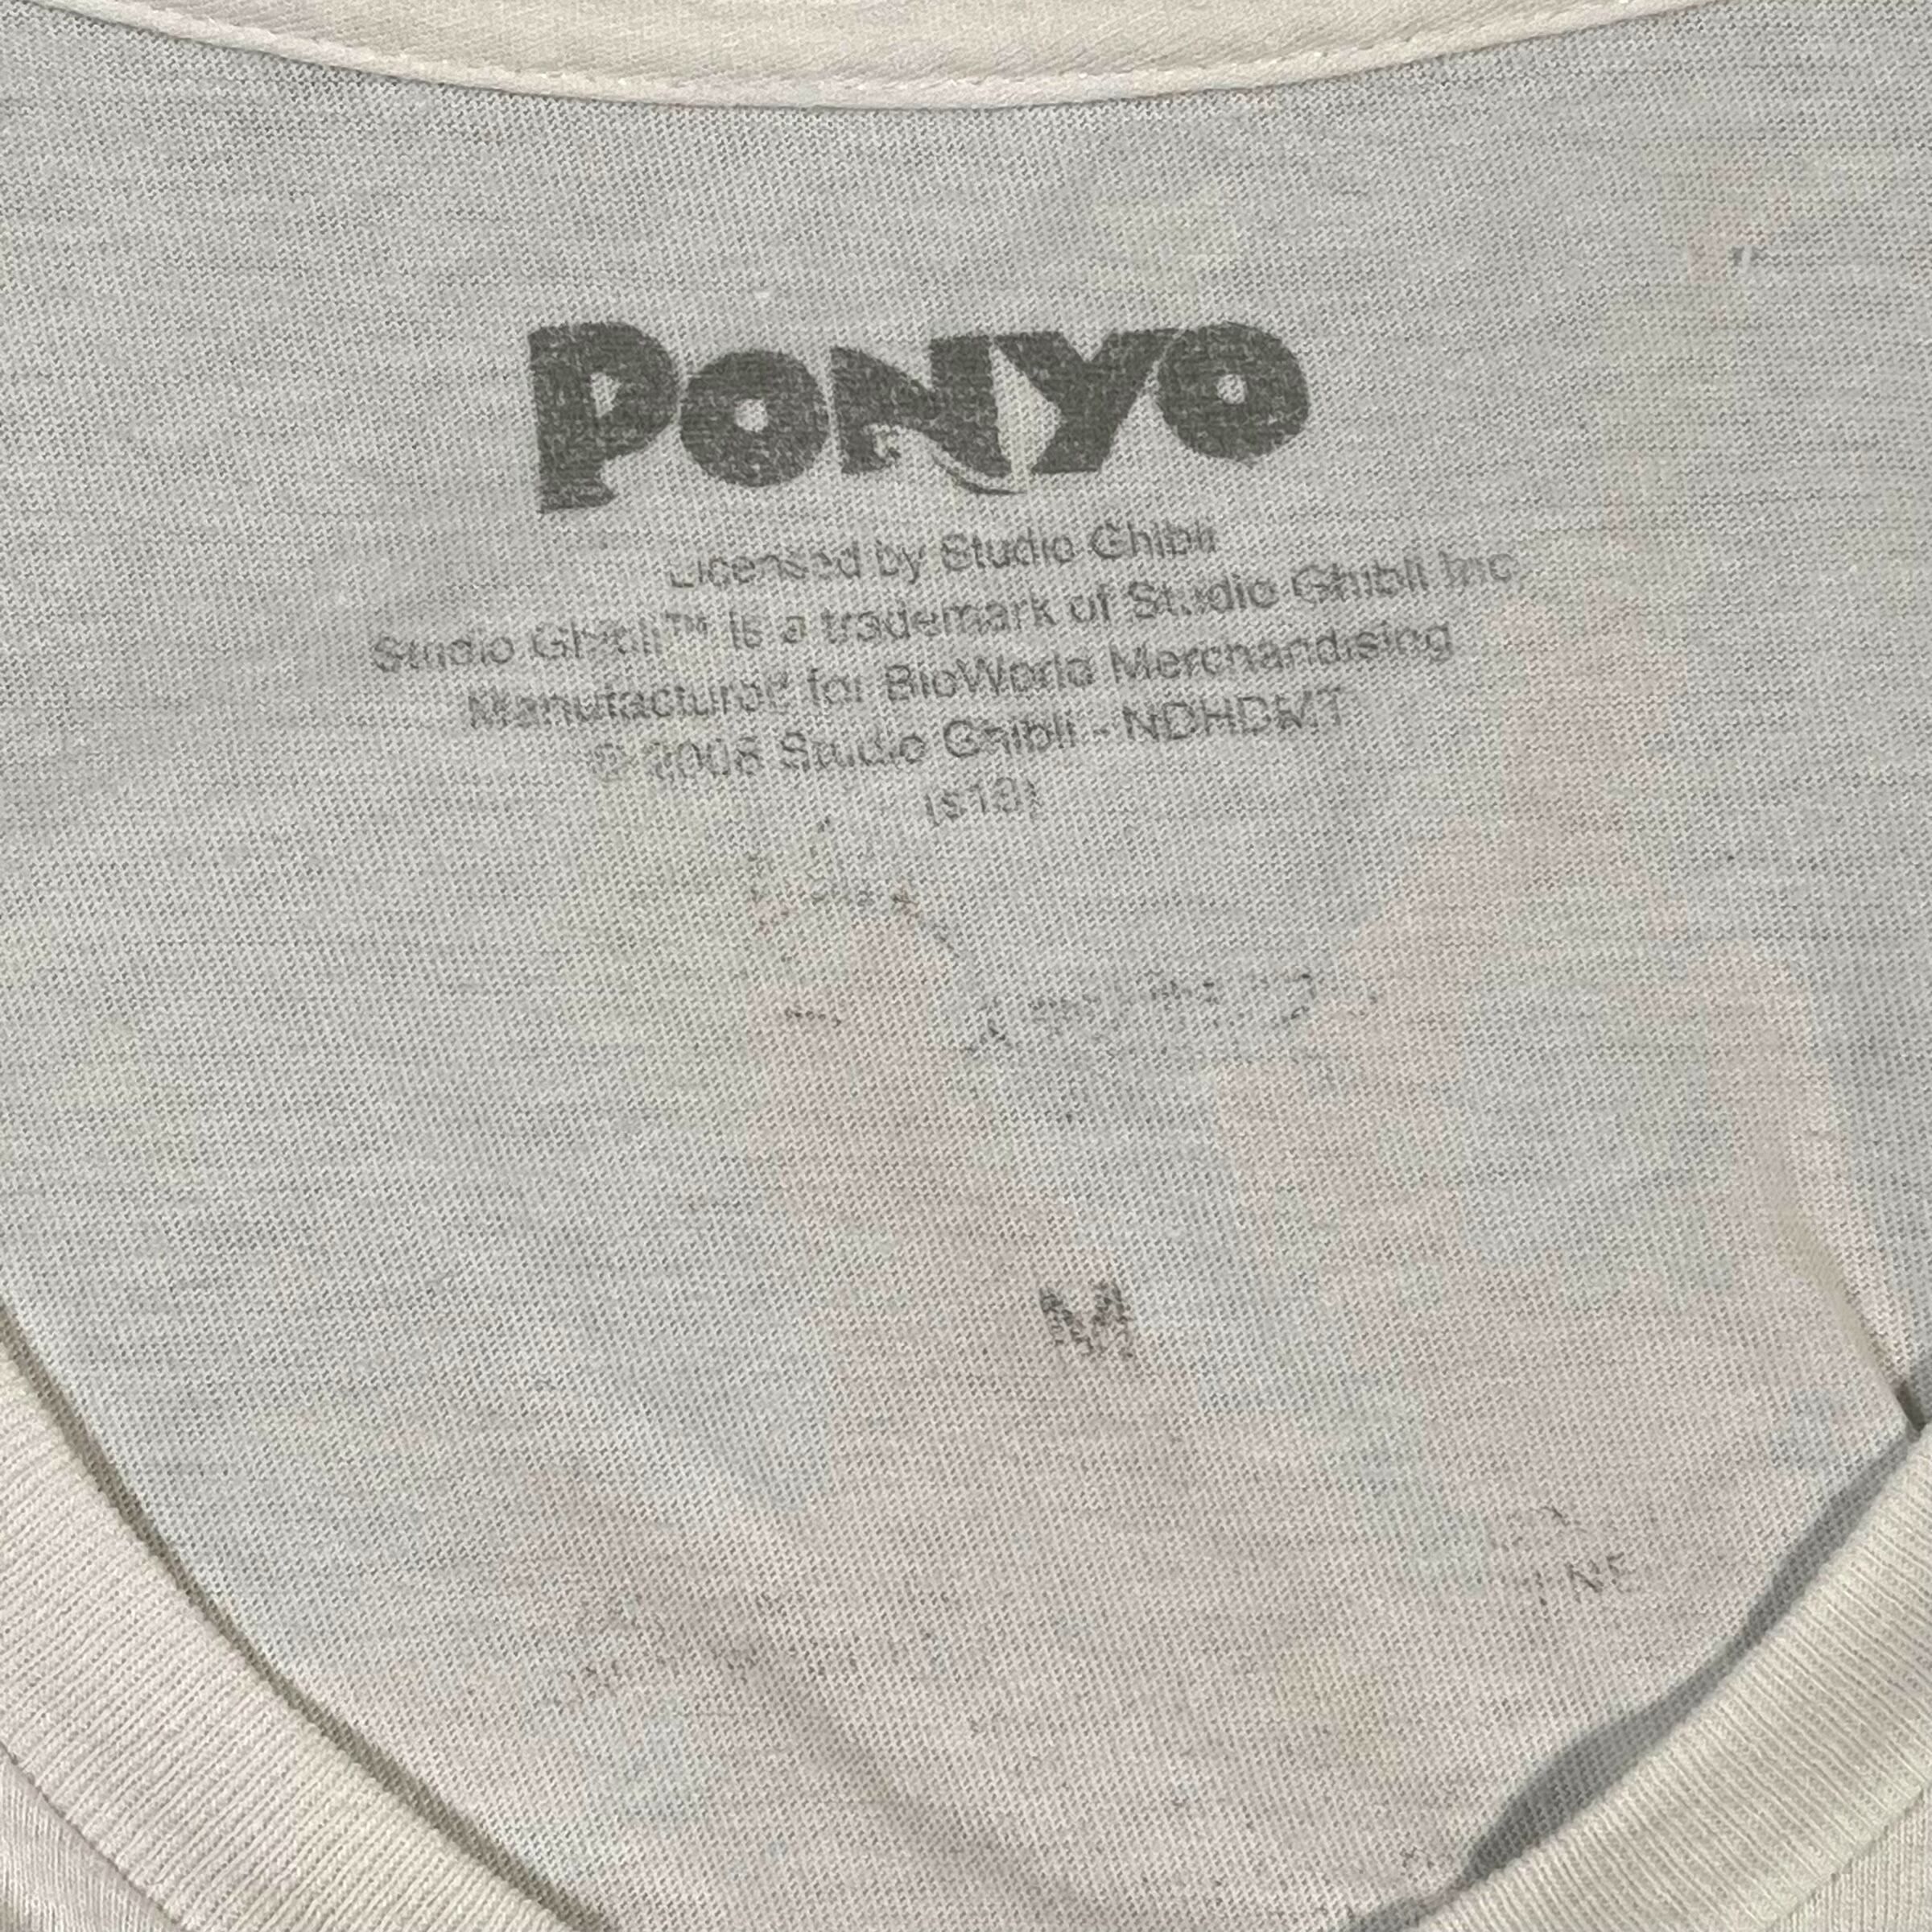 PONYO
Licensed by Studio Ghibli
Studio Ghibli™ is a trademark of Studio Ghibli Inc.
Manufactured for BioWorld Merchandising
© 2008 Studio Ghibli - NDHDMT
(s18)
M